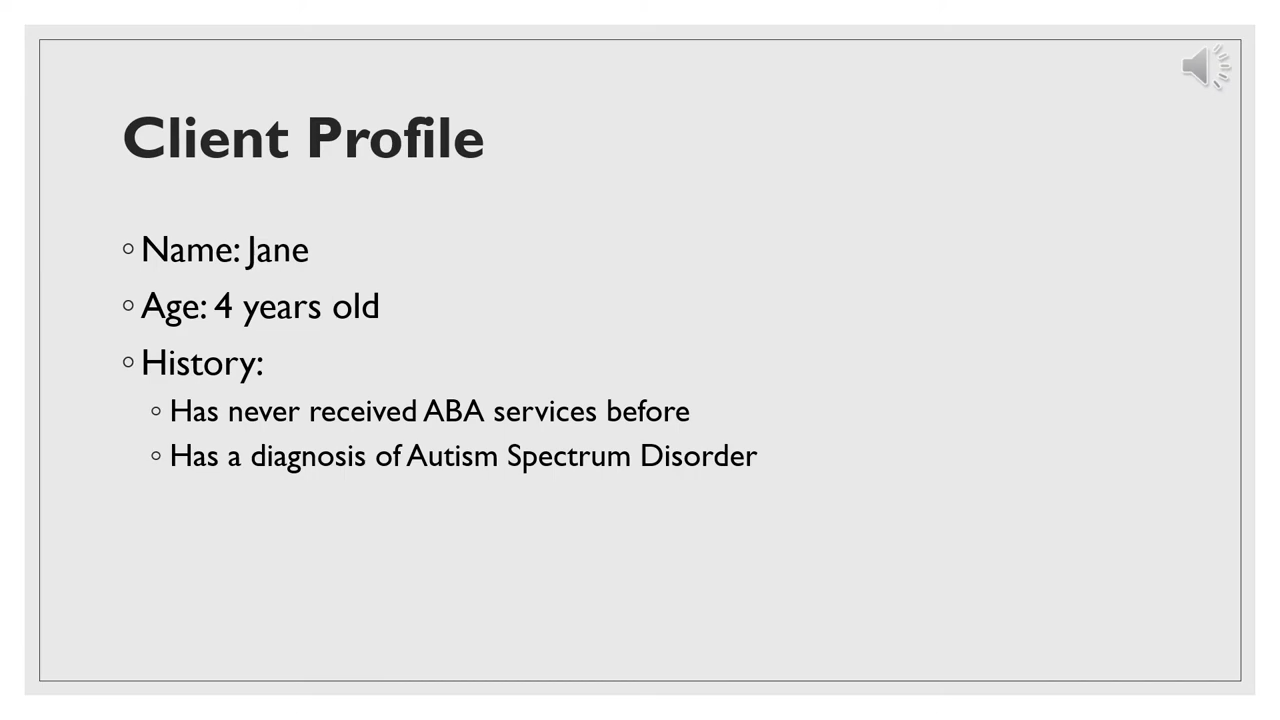 Client Profile
◦ Name: Jane
◦ Age: 4 years old
◦ History:
◦ Has never received ABA services before
◦ Has a diagnosis of Autism Spectrum Disorder